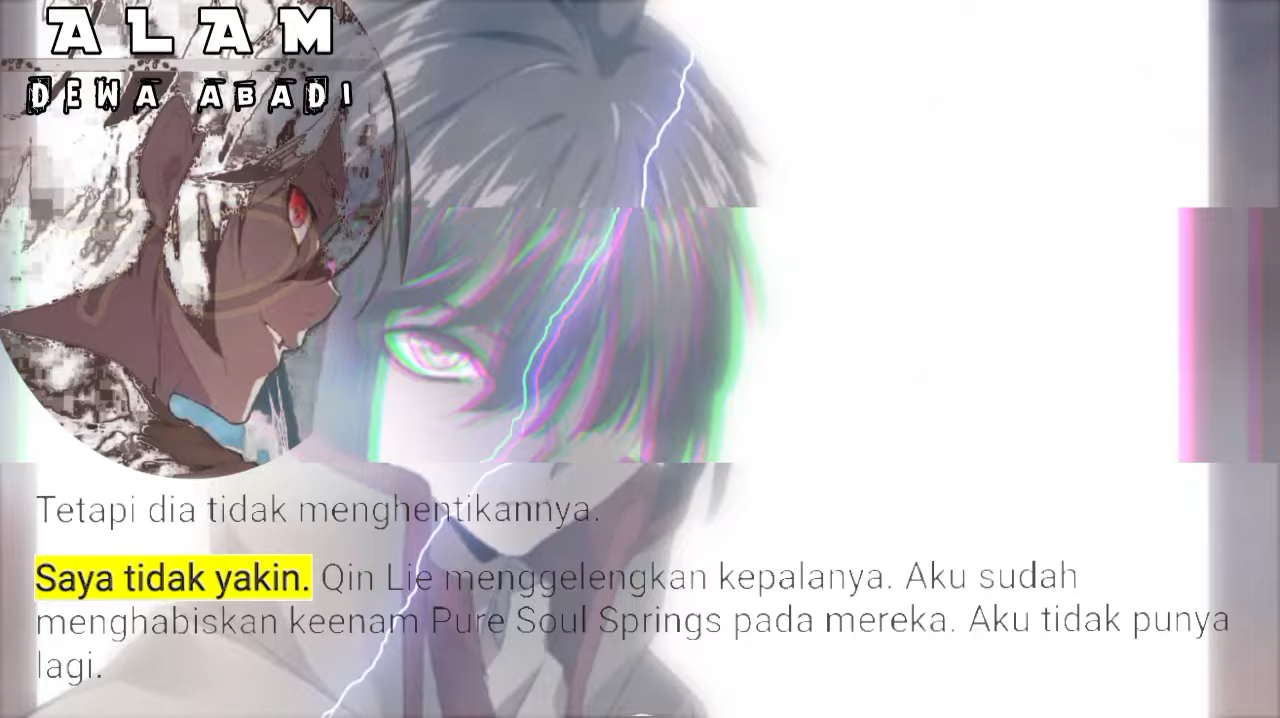 ALAM
DEWA ABADI
Tetapi dia tidak menghentikannya.
Saya tidak yakin. Qin Lie menggelengkan kepalanya. Aku sudah
menghabiskan keenam Pure Soul Springs pada mereka. Aku tidak punya
lagi.